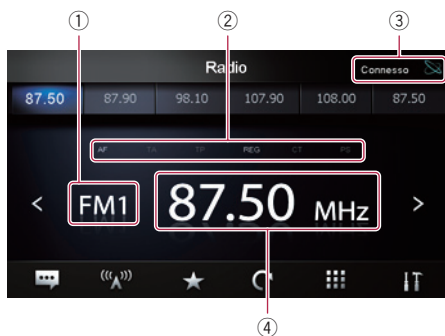 ① ② ③
Radio Connesso
87.50 87.90 98.10 107.90 108.00 87.50
AF TA TP REG CT PS
< FM1 87.50 MHz >
④